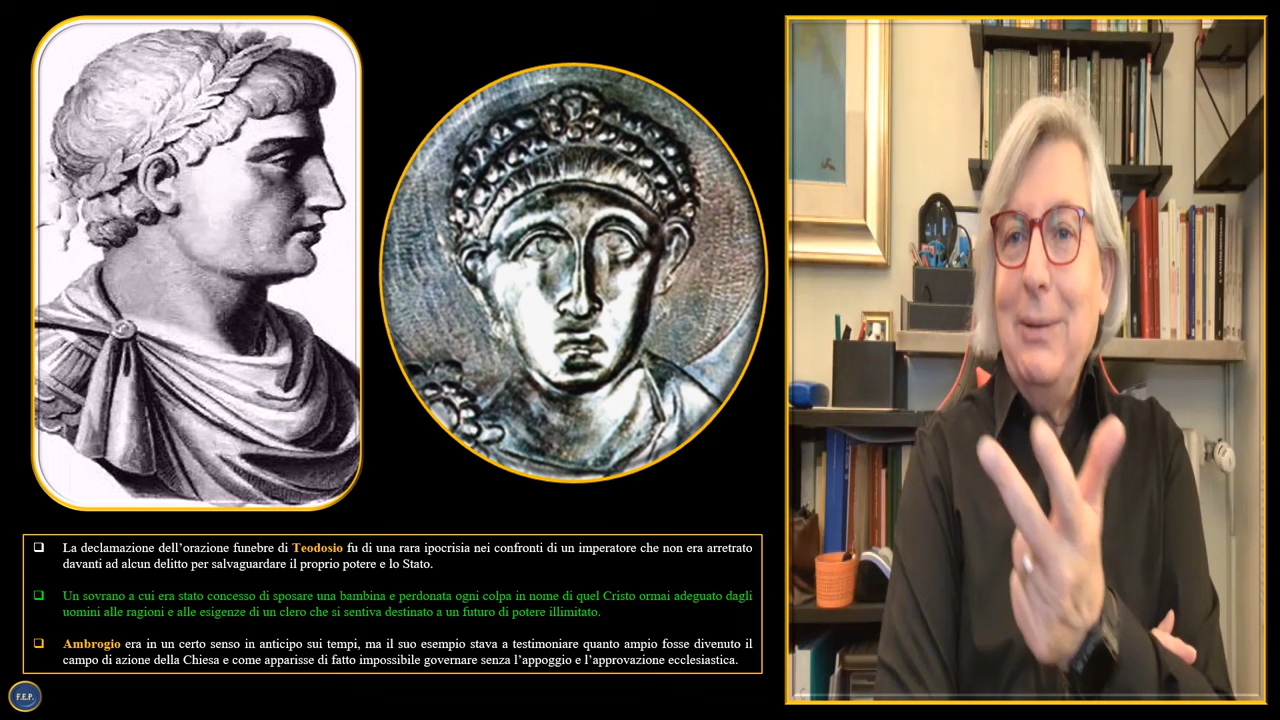 La declamazione dell’orazione funebre di Teodosio fu di una rara ipocrisia nei confronti di un imperatore che non era arretrato
davanti ad alcun delitto per salvaguardare il proprio potere e lo Stato.
Un sovrano a cui era stato concesso di sposare una bambina e perdonata ogni colpa in nome di quel Cristo ormai adeguato dagli
uomini alle ragioni e alle esigenze di un clero che si sentiva destinato a un futuro di potere illimitato.
Ambrogio era in un certo senso in anticipo sui tempi, ma il suo esempio stava a testimoniare quanto ampio fosse divenuto il
campo di azione della Chiesa e come apparisse di fatto impossibile governare senza l’appoggio e l’approvazione ecclesiastica.
F.E.P.